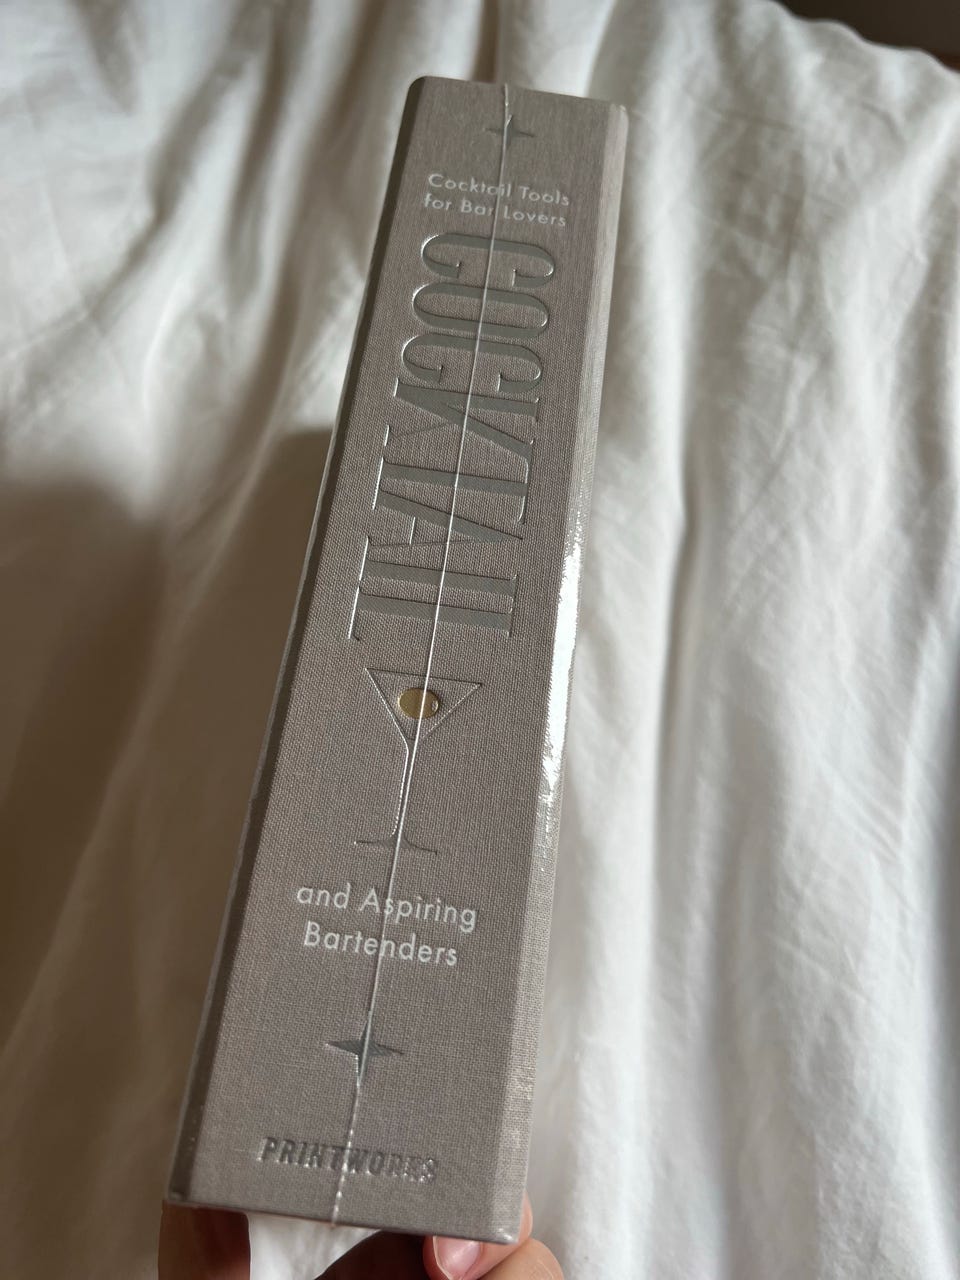 Cocktail Tools
for Bar Lovers
COCKTAIL
and Aspiring
Bartenders
PRINTWORKS